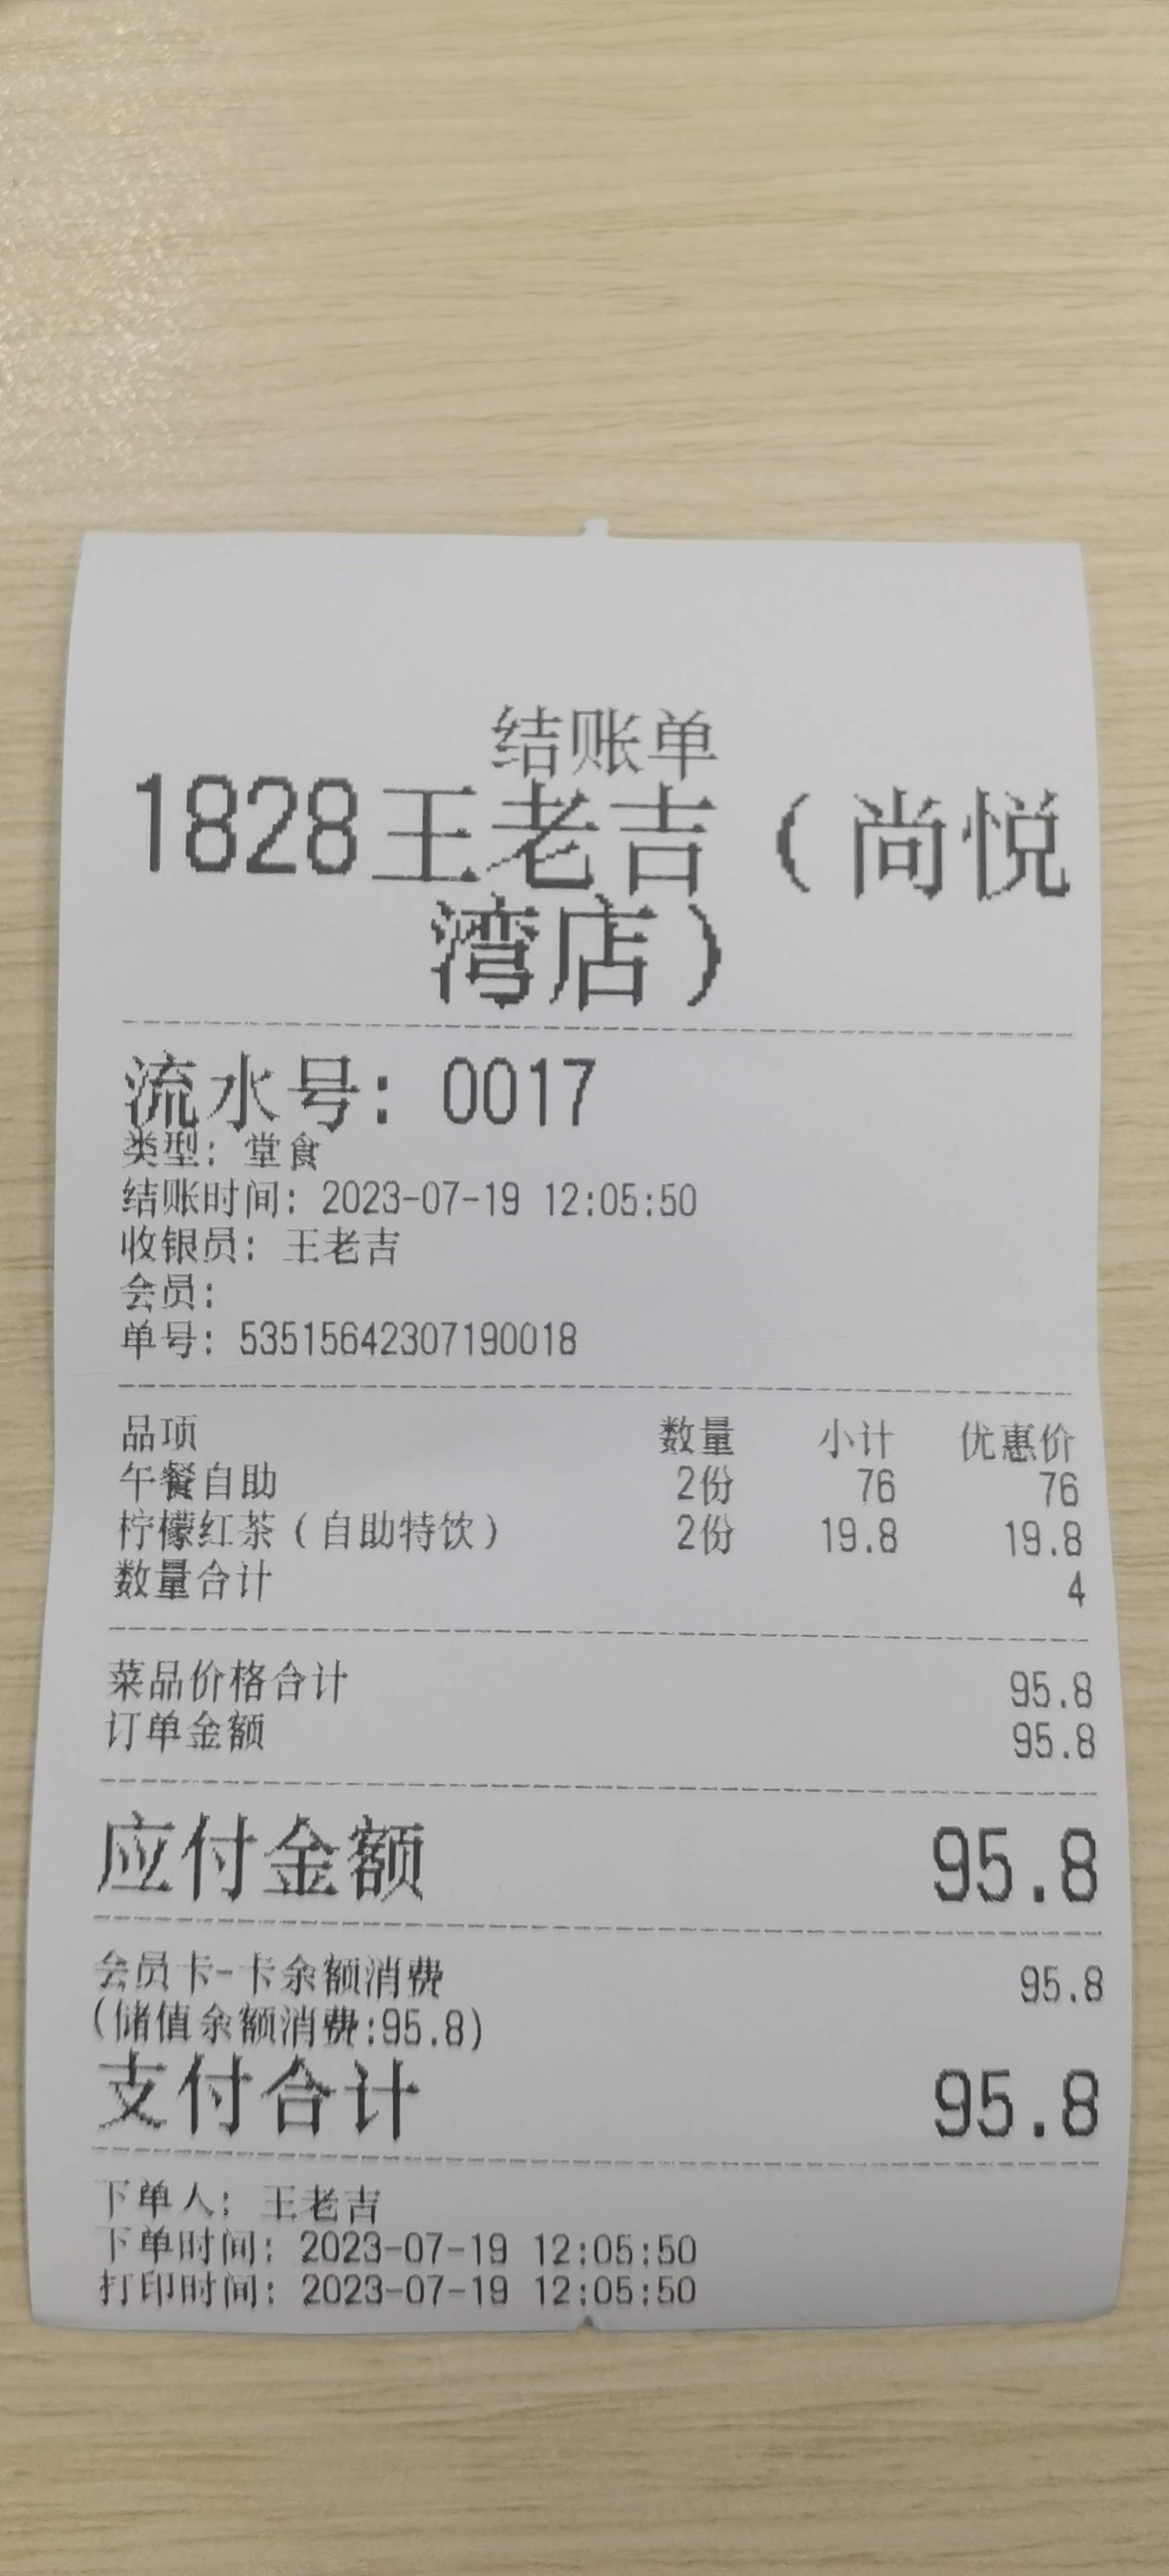 结账单
1828王老吉（尚悦
湾店）
流水号: 0017
类型: 堂食
结账时间: 2023-07-19 12:05:50
收银员: 王老吉
会员:
单号: 53515642307190018
品项 数量 小计 优惠价
午餐自助 2份 76 76
柠檬红茶（自助特饮） 2份 19.8 19.8
数量合计 4
菜品价格合计 95.8
订单金额 95.8
应付金额 95.8
会员卡-卡余额消费 95.8
(储值余额消费:95.8)
支付合计 95.8
下单人: 王老吉
下单时间: 2023-07-19 12:05:50
打印时间: 2023-07-19 12:05:50